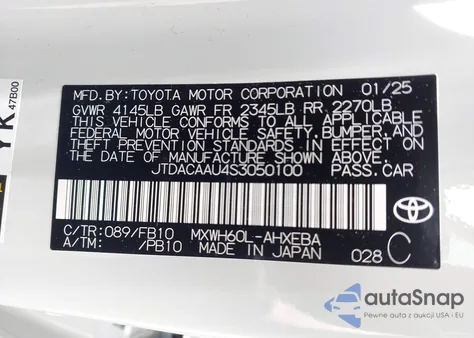 YK
47B00
MFD.BY:TOYOTA MOTOR CORPORATION 01/25
GVWR 4145LB GAWR FR 2345LB RR 2270LB
THIS VEHICLE CONFORMS TO ALL APPLICABLE
FEDERAL MOTOR VEHICLE SAFETY,BUMPER,AND
THEFT PREVENTION STANDARDS IN EFFECT ON
THE DATE OF MANUFACTURE SHOWN ABOVE.
JTDACAAU4S3050100 PASS.CAR
C/TR:089/FB10 MXWH60L-AHXEBA
A/TM: /PB10 MADE IN JAPAN 028 C
TOYOTA
autoSnap
Pewne auta z aukcji USA i EU